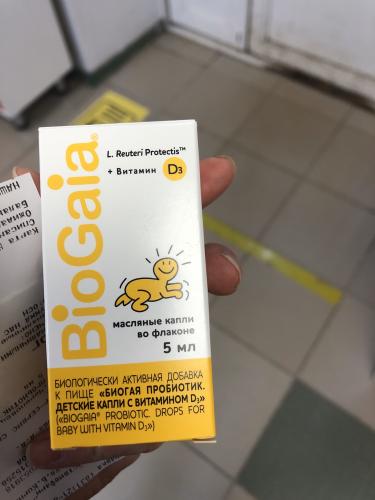 BioGaia®
L. Reuteri Protectis™
+ Витамин D3
масляные капли
во флаконе
5 мл
БИОЛОГИЧЕСКИ АКТИВНАЯ ДОБАВКА
К ПИЩЕ «БИОГАЯ ПРОБИОТИК.
ДЕТСКИЕ КАПЛИ С ВИТАМИНОМ D3»
(«BIOGAIA® PROBIOTIC DROPS FOR
BABY WITH VITAMIN D3»)
Карта